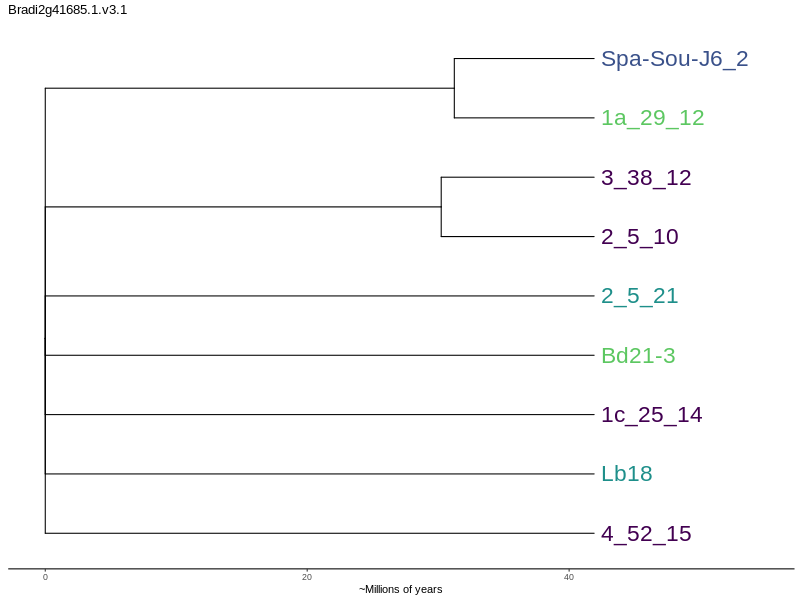 Bradi2g41685.1.v3.1
Spa-Sou-J6_2
1a_29_12
3_38_12
2_5_10
2_5_21
Bd21-3
1c_25_14
Lb18
4_52_15
0 20 40
~Millions of years